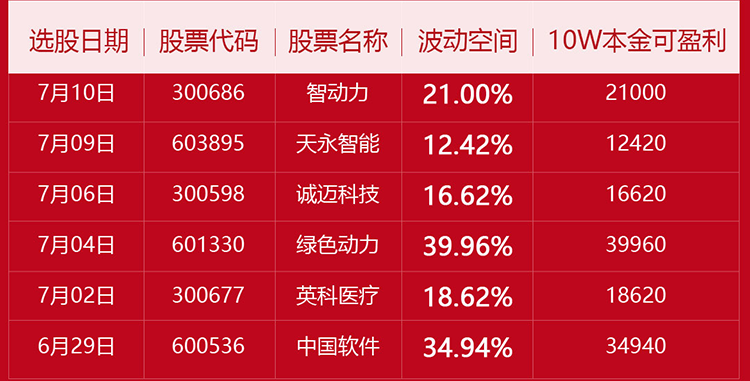 选股日期 股票代码 股票名称 波动空间 10W本金可盈利
7月10日 300686 智动力 21.00% 21000
7月09日 603895 天永智能 12.42% 12420
7月06日 300598 诚迈科技 16.62% 16620
7月04日 601330 绿色动力 39.96% 39960
7月02日 300677 英科医疗 18.62% 18620
6月29日 600536 中国软件 34.94% 34940